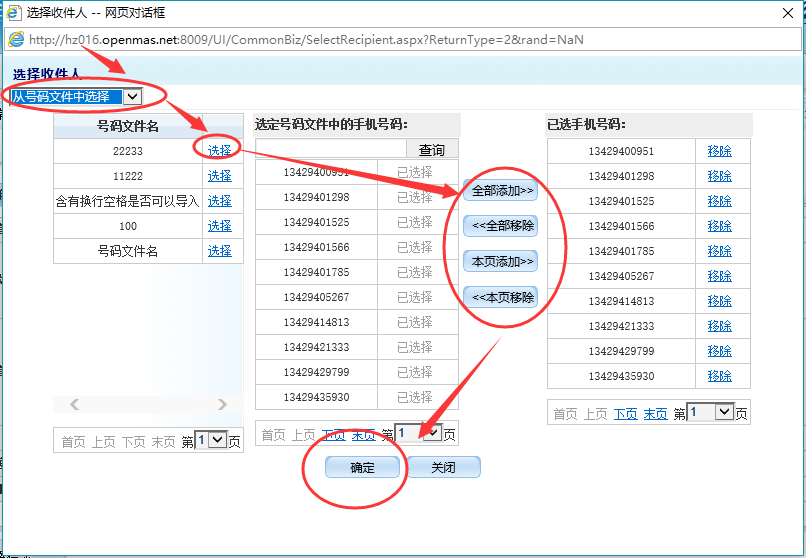 选择收件人 -- 网页对话框
http://hz016.openmas.net:8009/UI/CommonBiz/SelectRecipient.aspx?ReturnType=2&rand=NaN
选择收件人
从号码文件中选择
号码文件名
22233 选择
11222 选择
含有换行空格是否可以导入 选择
100 选择
号码文件名 选择
首页 上页 下页 末页 第 1 页
选定号码文件中的手机号码：
查询
13429400951 已选择
13429401298 已选择
13429401525 已选择
13429401566 已选择
13429401785 已选择
13429405267 已选择
13429414813 已选择
13429421333 已选择
13429429799 已选择
13429435930 已选择
首页 上页 下页 末页 第 1 页
全部添加>>
<<全部移除
本页添加>>
<<本页移除
已选手机号码：
13429400951 移除
13429401298 移除
13429401525 移除
13429401566 移除
13429401785 移除
13429405267 移除
13429414813 移除
13429421333 移除
13429429799 移除
13429435930 移除
首页 上页 下页 末页 第 1 页
确定
关闭